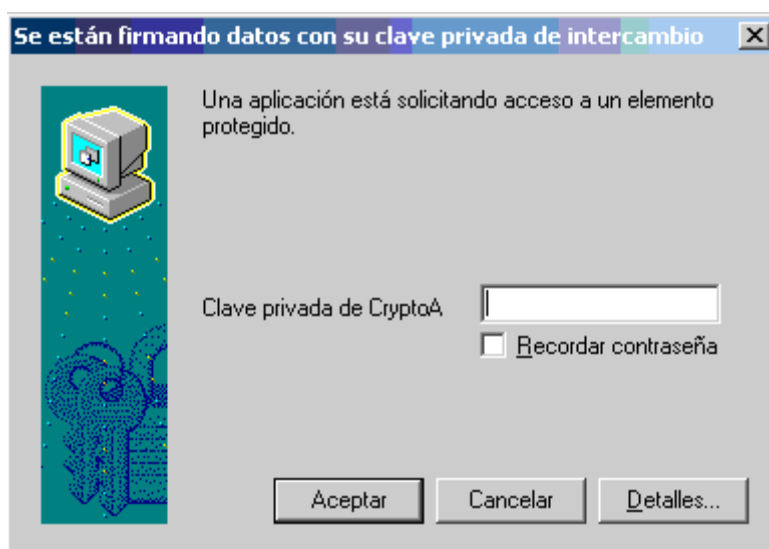 Se están firmando datos con su clave privada de intercambio
Una aplicación está solicitando acceso a un elemento
protegido.
Clave privada de CryptoA
Recordar contraseña
Aceptar
Cancelar
Detalles...